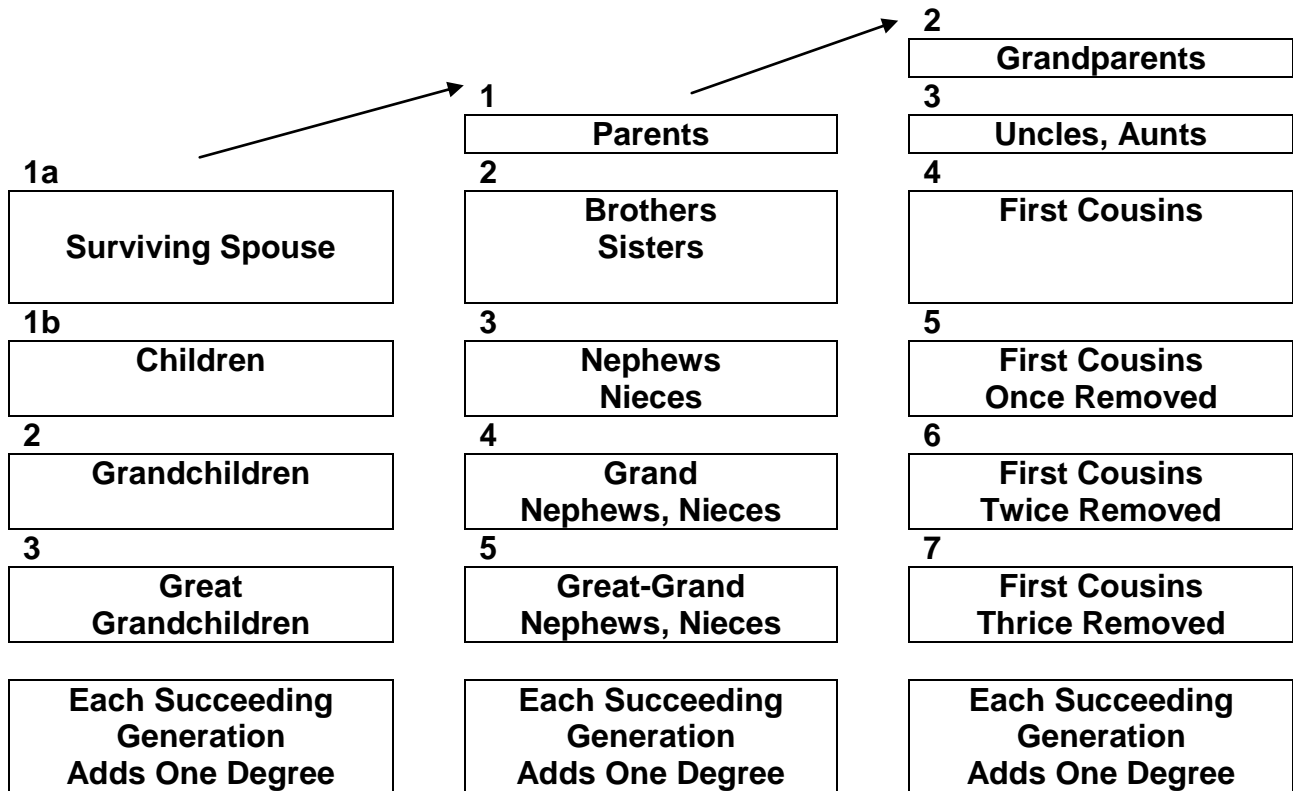 2
Grandparents
1
3
Parents
Uncles, Aunts
1a
2
4
Surviving Spouse
Brothers
Sisters
First Cousins
1b
3
5
Children
Nephews
Nieces
First Cousins
Once Removed
2
4
6
Grandchildren
Grand
Nephews, Nieces
First Cousins
Twice Removed
3
5
7
Great
Grandchildren
Great-Grand
Nephews, Nieces
First Cousins
Thrice Removed
Each Succeeding
Generation
Adds One Degree
Each Succeeding
Generation
Adds One Degree
Each Succeeding
Generation
Adds One Degree